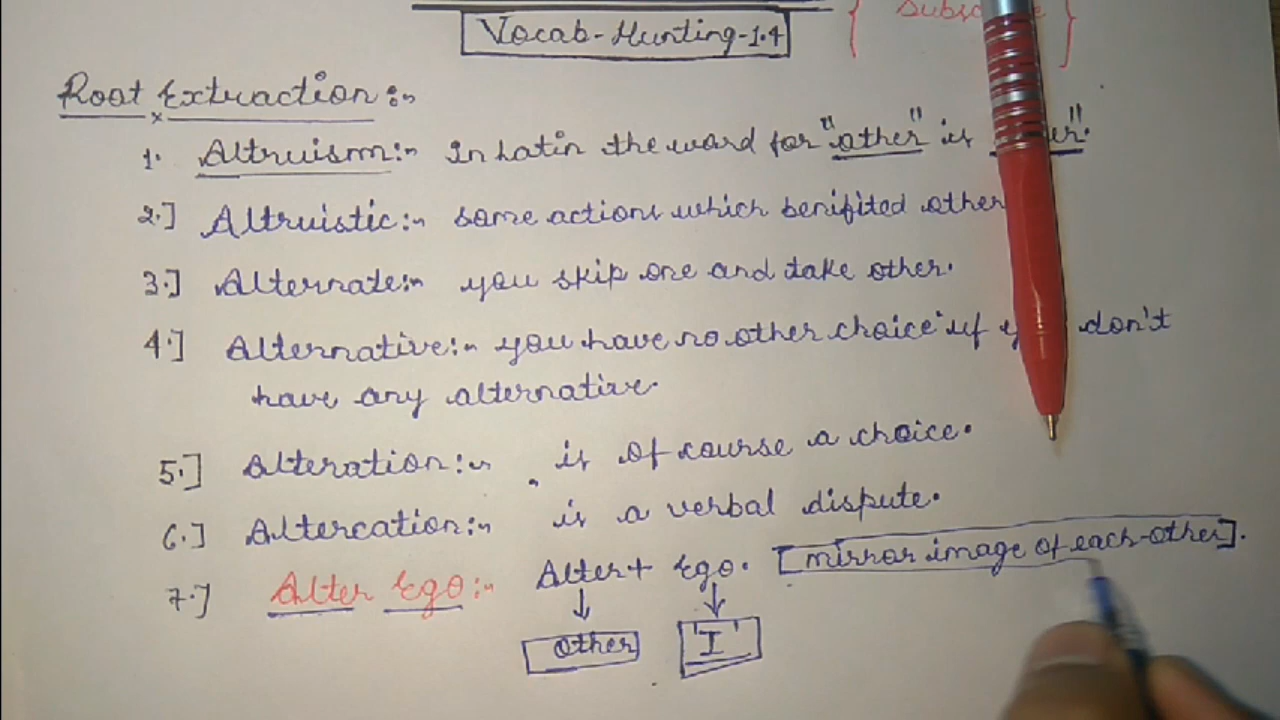 Vocab-Hunting-1.4
Root Extraction:-
1. Altruism:- In Latin the word for "other" is
2.] Altruistic:- some actions which benifited other
3.] Alternate:- you skip one and take other.
4.] Alternative:- you have no other choice if don't
have any alternative.
5.] Alteration:- is of course a choice.
6.] Altercation:- is a verbal dispute.
7.] Alter Ego:- Alter + Ego. [mirror image of each-other].
other 'I'